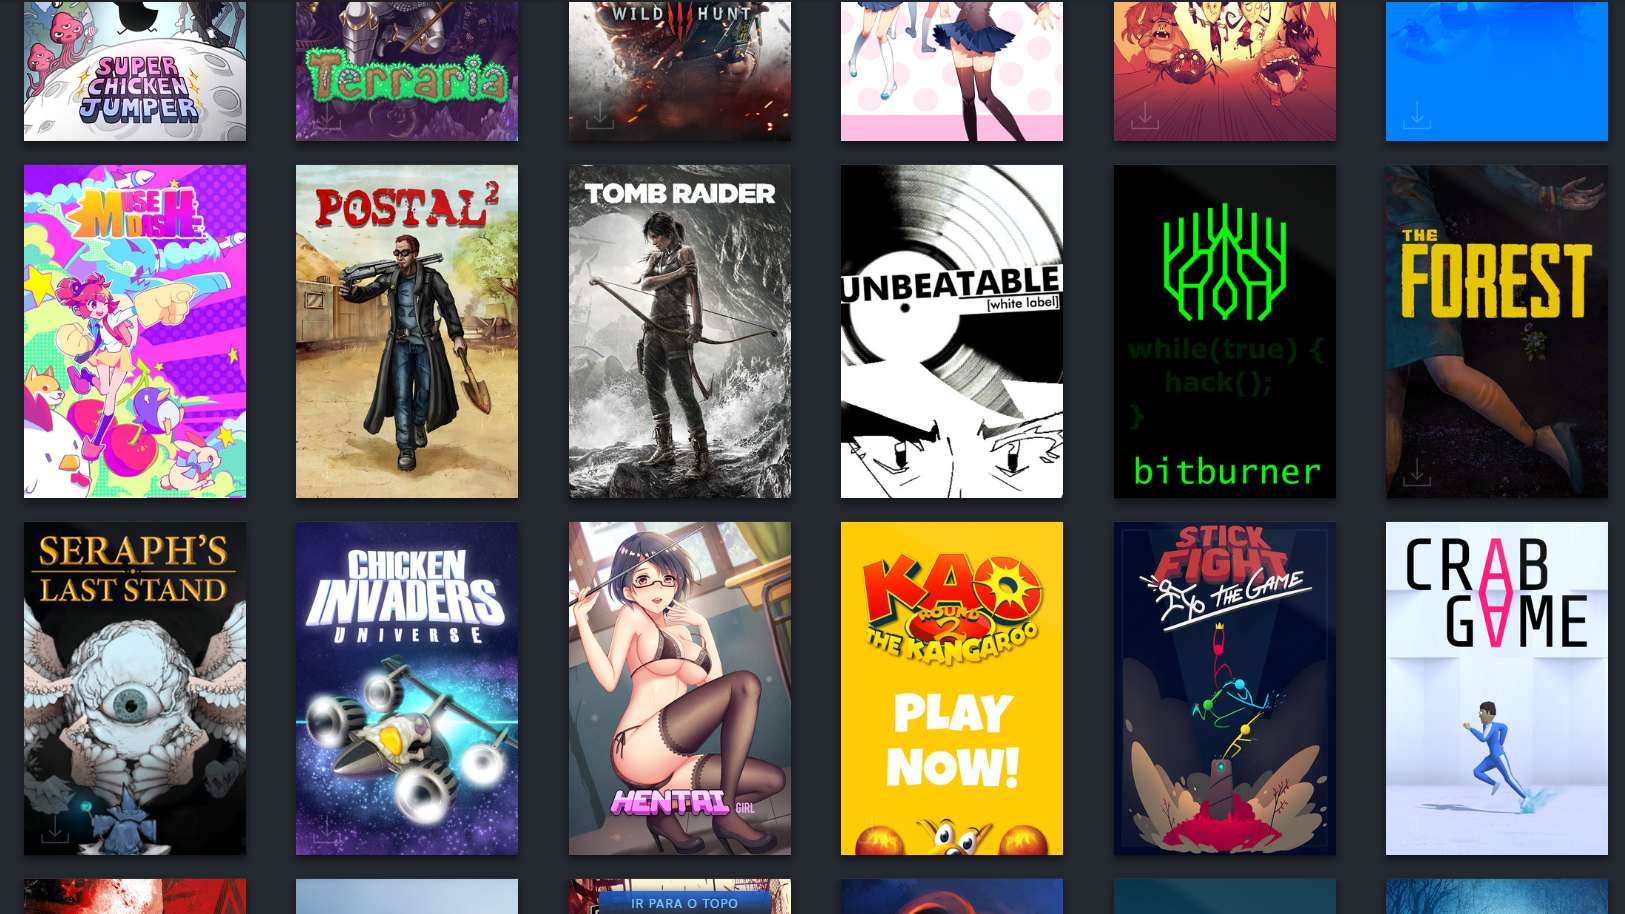 SUPER
CHICKEN
JUMPER
Terraria
WILD HUNT
MUSE
DASH
POSTAL 2
TOMB RAIDER
UNBEATABLE
[white label]
while(true) {
hack();
}
bitburner
THE
FOREST
SERAPH'S
LAST STAND
CHICKEN
INVADERS
UNIVERSE
HENTAI GIRL
KAO
ROUND
2
THE KANGAROO
PLAY
NOW!
STICK
FIGHT
THE GAME
CRAB
GAME
IR PARA O TOPO